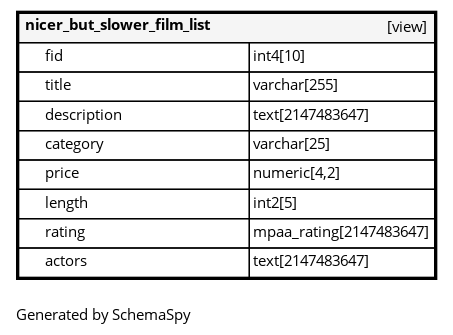 nicer_but_slower_film_list [view]
fid int4[10]
title varchar[255]
description text[2147483647]
category varchar[25]
price numeric[4,2]
length int2[5]
rating mpaa_rating[2147483647]
actors text[2147483647]
Generated by SchemaSpy